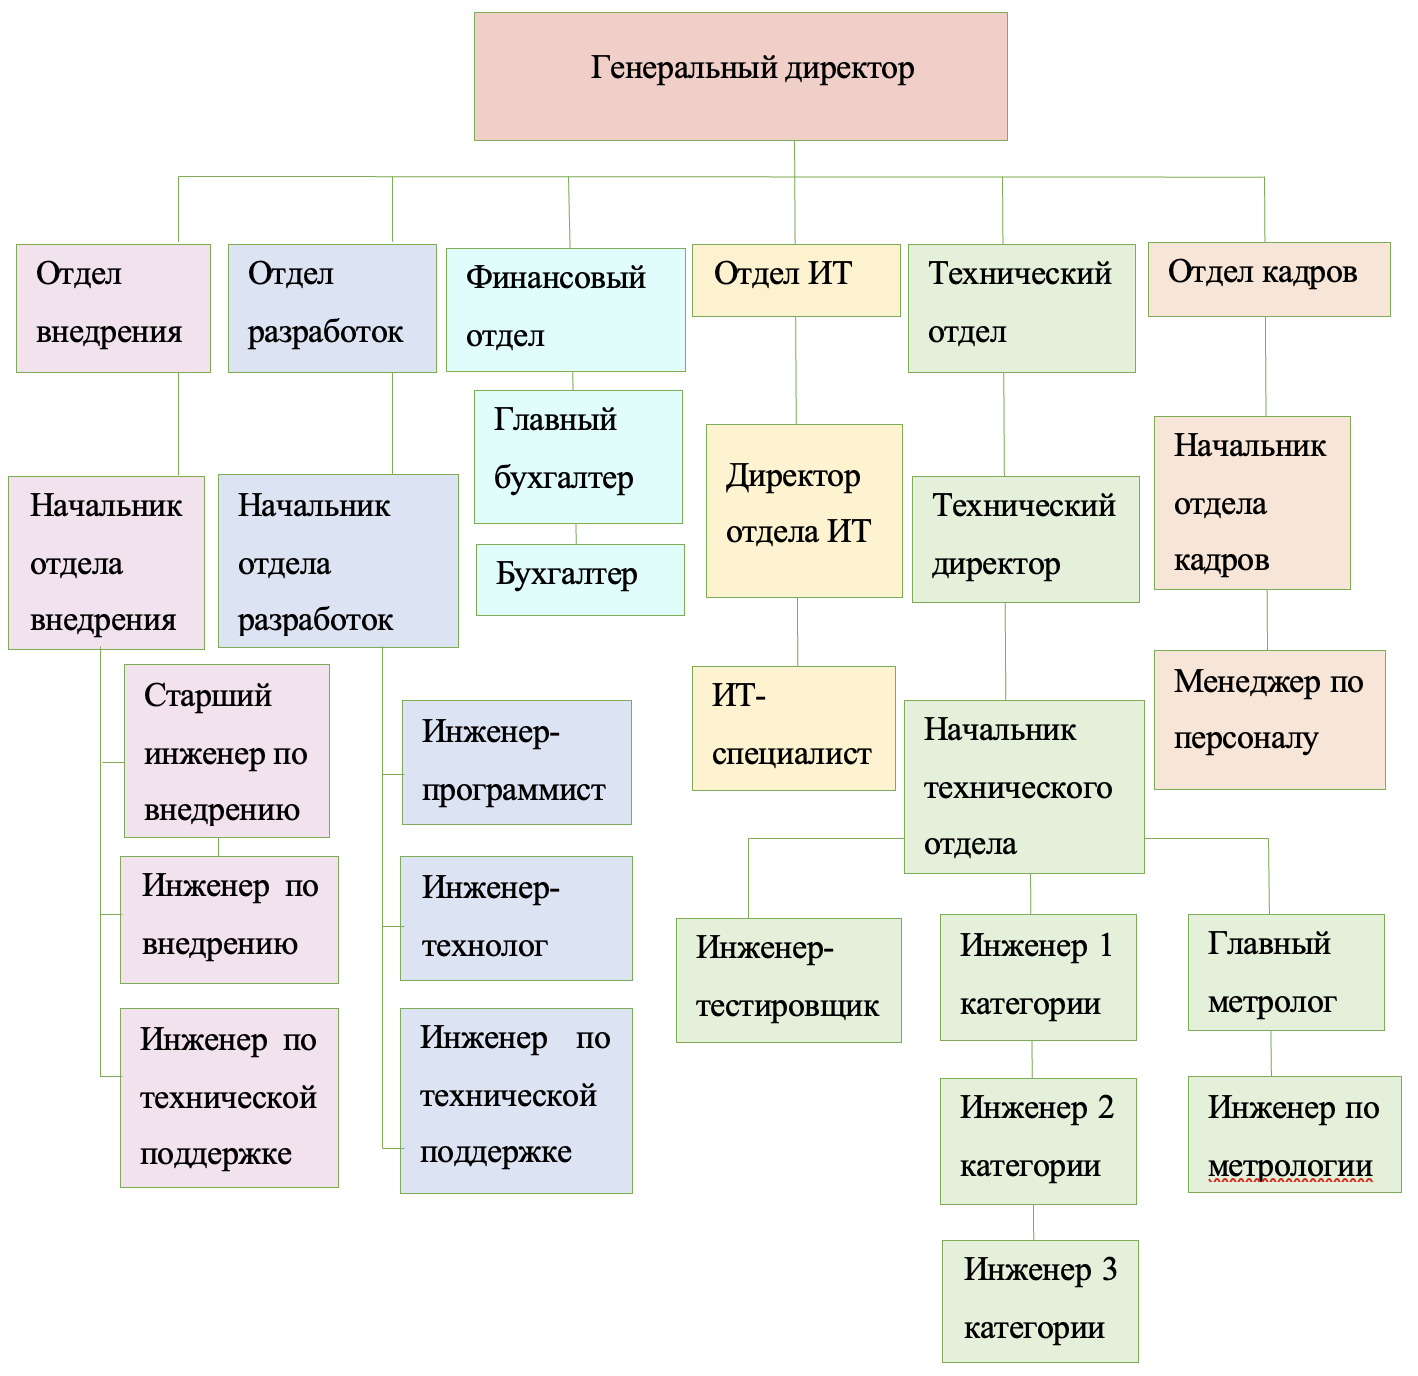 Генеральный директор
Отдел
внедрения
Отдел
разработок
Финансовый
отдел
Отдел ИТ
Технический
отдел
Отдел кадров
Начальник
отдела
внедрения
Начальник
отдела
разработок
Главный
бухгалтер
Бухгалтер
Директор
отдела ИТ
Технический
директор
Начальник
отдела
кадров
Старший
инженер по
внедрению
Инженер по
внедрению
Инженер по
технической
поддержке
Инженер-
программист
Инженер-
технолог
Инженер по
технической
поддержке
ИТ-
специалист
Начальник
технического
отдела
Менеджер по
персоналу
Инженер-
тестировщик
Инженер 1
категории
Инженер 2
категории
Инженер 3
категории
Главный
метролог
Инженер по
метрологии